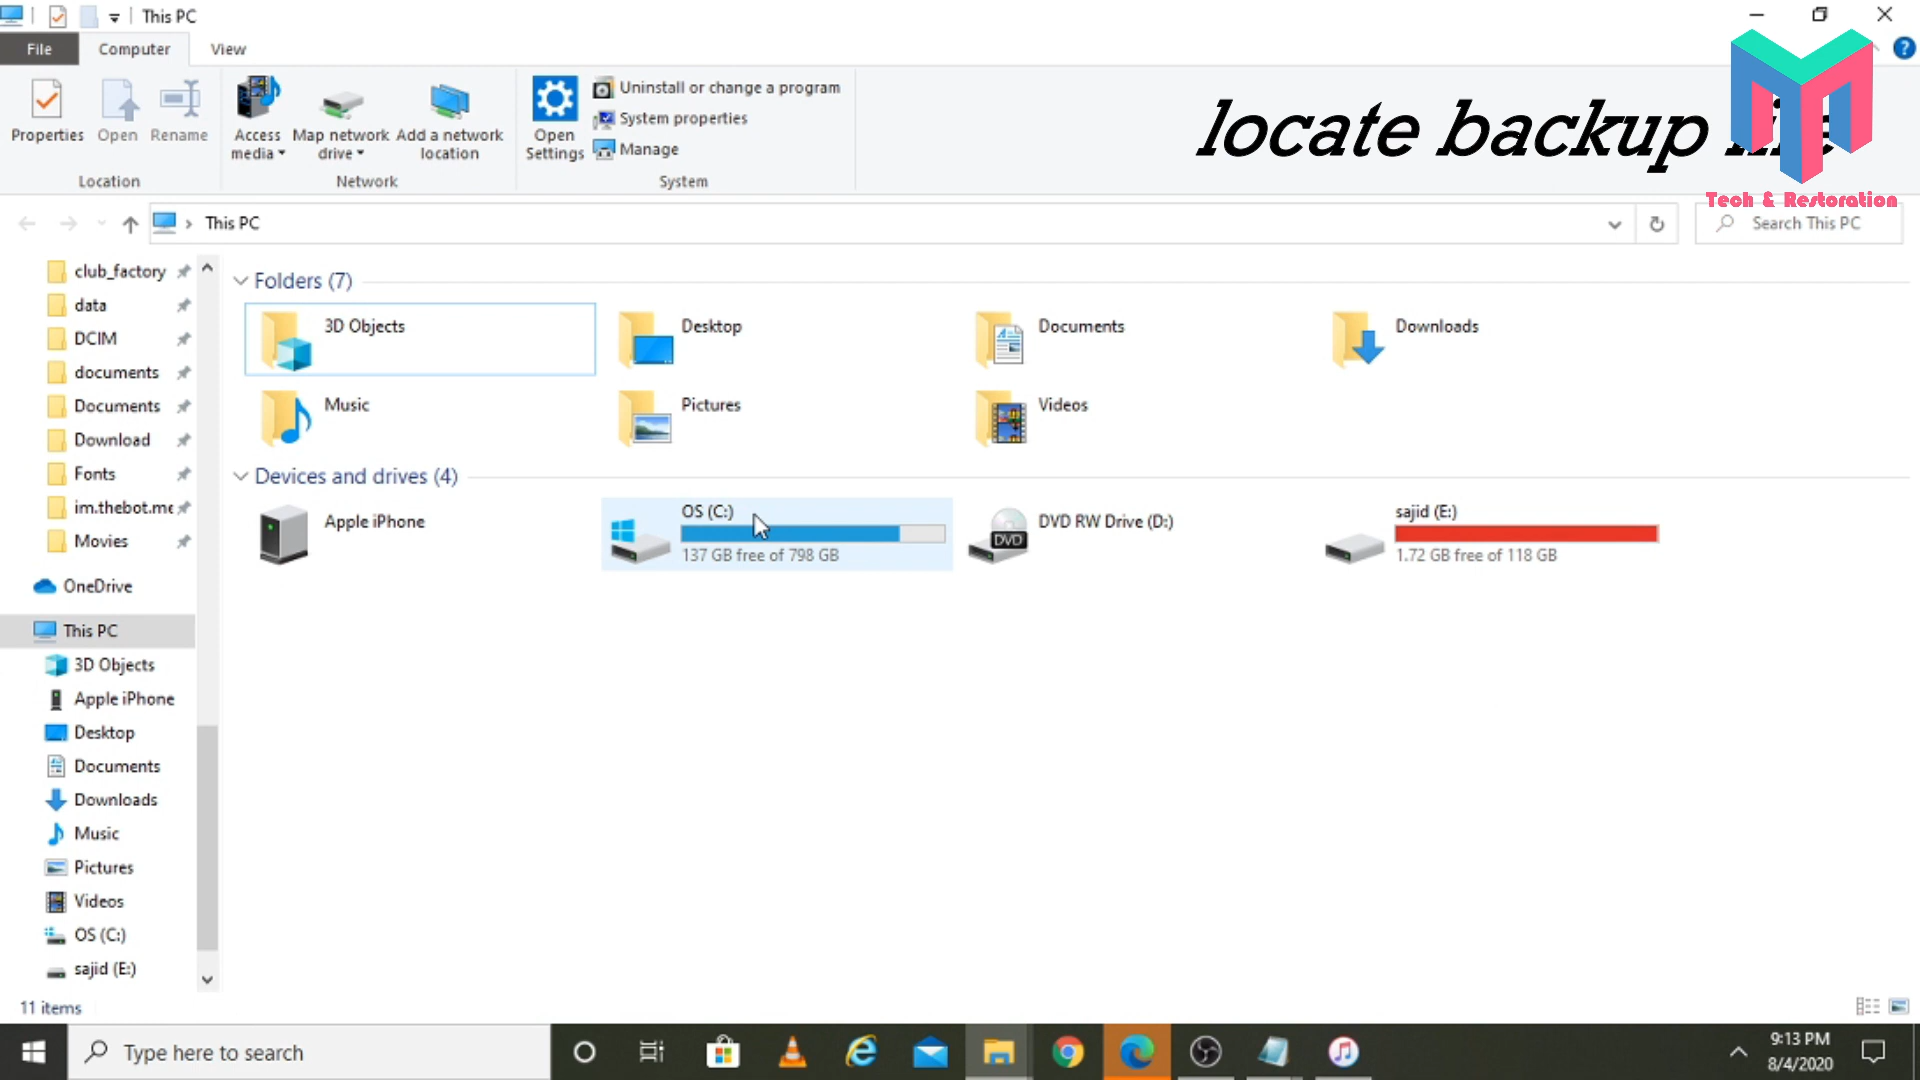 This PC
File
Computer
View
Properties
Open
Rename
Access media
Map network drive
Add a network location
Open Settings
Uninstall or change a program
System properties
Manage
Location
Network
System
locate backup
Tech & Restoration
This PC
Search This PC
club_factory
data
DCIM
documents
Documents
Download
Fonts
im.thebot.me
Movies
OneDrive
This PC
3D Objects
Apple iPhone
Desktop
Documents
Downloads
Music
Pictures
Videos
OS (C:)
sajid (E:)
Folders (7)
3D Objects
Desktop
Documents
Downloads
Music
Pictures
Videos
Devices and drives (4)
Apple iPhone
OS (C:)
137 GB free of 798 GB
DVD RW Drive (D:)
DVD
sajid (E:)
1.72 GB free of 118 GB
11 items
Type here to search
9:13 PM
8/4/2020